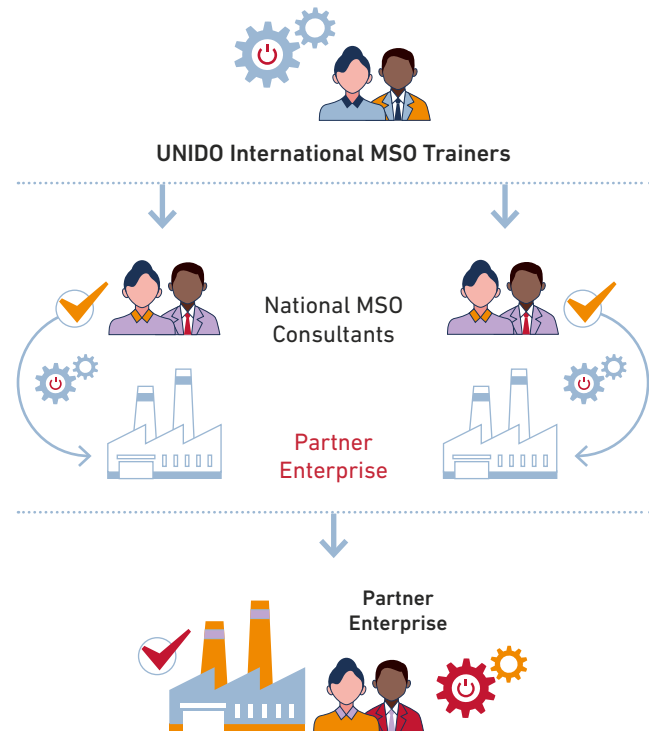 UNIDO International MSO Trainers
National MSO
Consultants
Partner
Enterprise
Partner
Enterprise